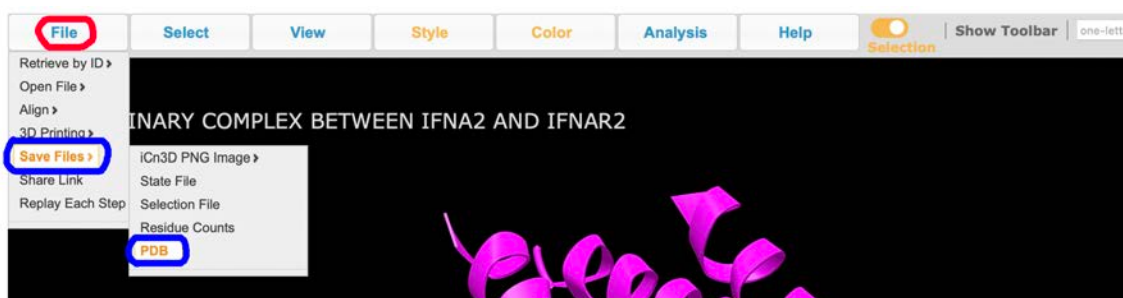 File Select View Style Color Analysis Help Selection Show Toolbar one-lett
Retrieve by ID ›
Open File ›
Align ›
3D Printing ›
INARY COMPLEX BETWEEN IFNA2 AND IFNAR2
Save Files ›
Share Link
Replay Each Step
iCn3D PNG Image ›
State File
Selection File
Residue Counts
PDB